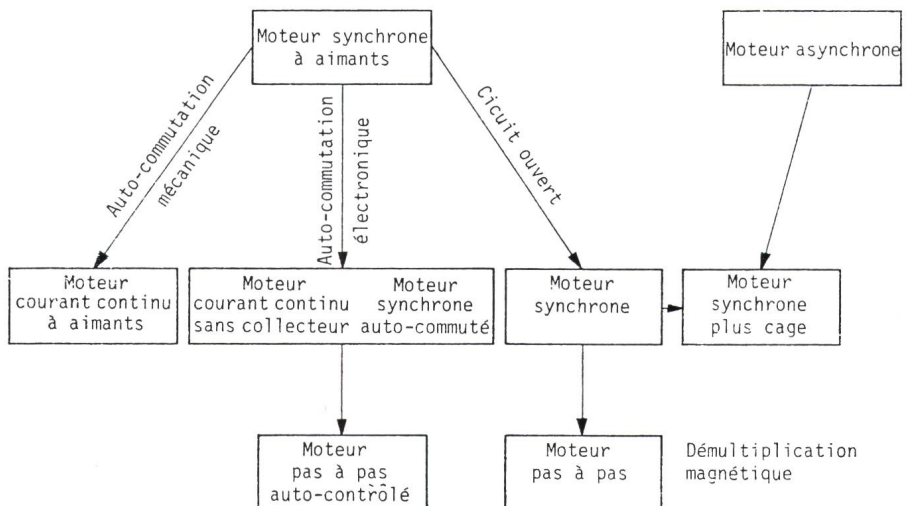 Moteur synchrone
à aimants
Moteur asynchrone
Auto-commutation
mécanique
Auto-commutation
électronique
Cicuit ouvert
Moteur
courant continu
à aimants
Moteur
courant continu
sans collecteur
Moteur
synchrone
auto-commuté
Moteur
synchrone
Moteur
synchrone
plus cage
Moteur
pas à pas
auto-contrôlé
Moteur
pas à pas
Démultiplication
magnétique